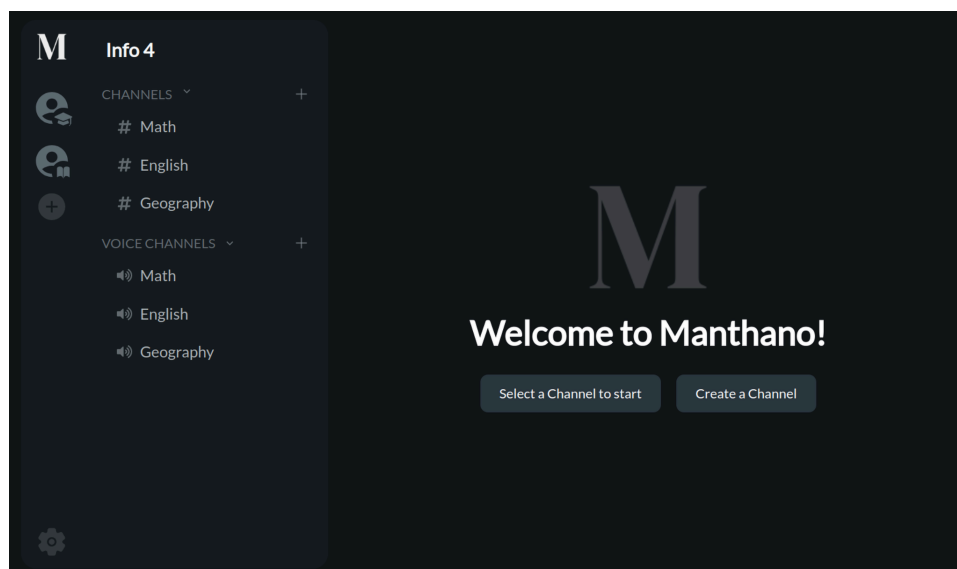 M
Info 4
CHANNELS
# Math
# English
# Geography
VOICE CHANNELS
Math
English
Geography
M
Welcome to Manthano!
Select a Channel to start
Create a Channel